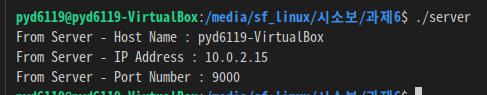 pyd6119@pyd6119-VirtualBox:/media/sf_linux/시소보/과제6$ ./server
From Server - Host Name : pyd6119-VirtualBox
From Server - IP Address : 10.0.2.15
From Server - Port Number : 9000